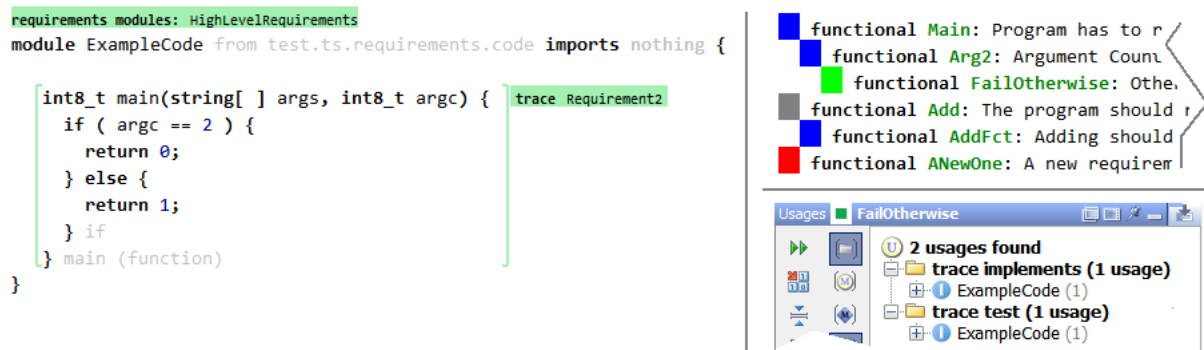 requirements modules: HighLevelRequirements
module ExampleCode from test.ts.requirements.code imports nothing {
int8_t main(string[ ] args, int8_t argc) { trace Requirement2
if ( argc == 2 ) {
return 0;
} else {
return 1;
} if
} main (function)
}
functional Main: Program has to
functional Arg2: Argument
functional FailOtherwise:
functional Add: The program should
functional AddFct: Adding should
functional ANewOne: A new
Usages FailOtherwise
2 usages found
trace implements (1 usage)
ExampleCode (1)
trace test (1 usage)
ExampleCode (1)